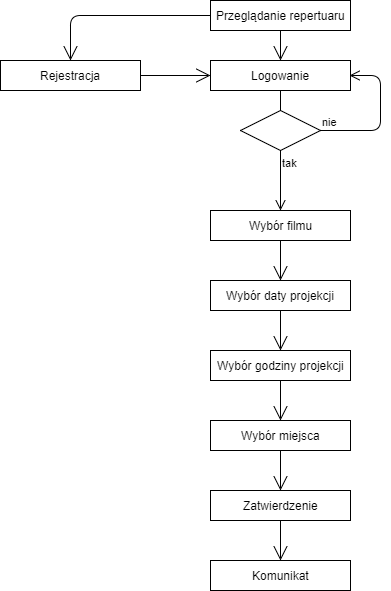 Przeglądanie repertuaru
Rejestracja
Logowanie
nie
tak
Wybór filmu
Wybór daty projekcji
Wybór godziny projekcji
Wybór miejsca
Zatwierdzenie
Komunikat